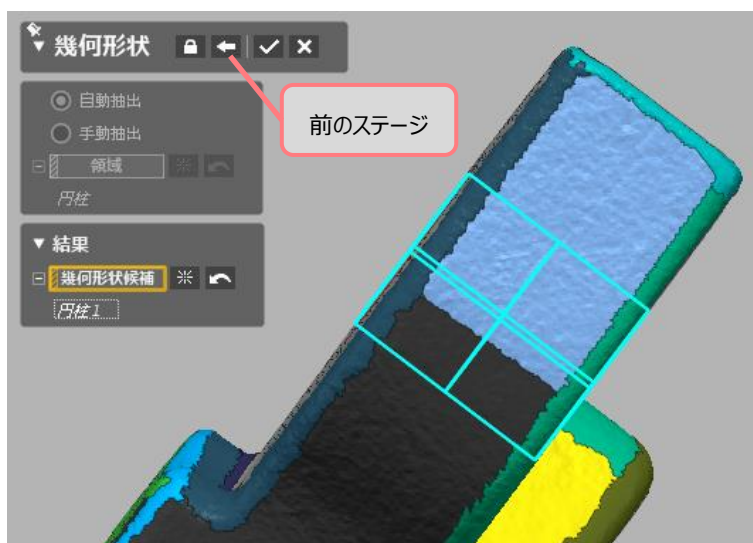 幾何形状
前のステージ
自動抽出
手動抽出
領域
円柱
結果
幾何形状候補
円柱1